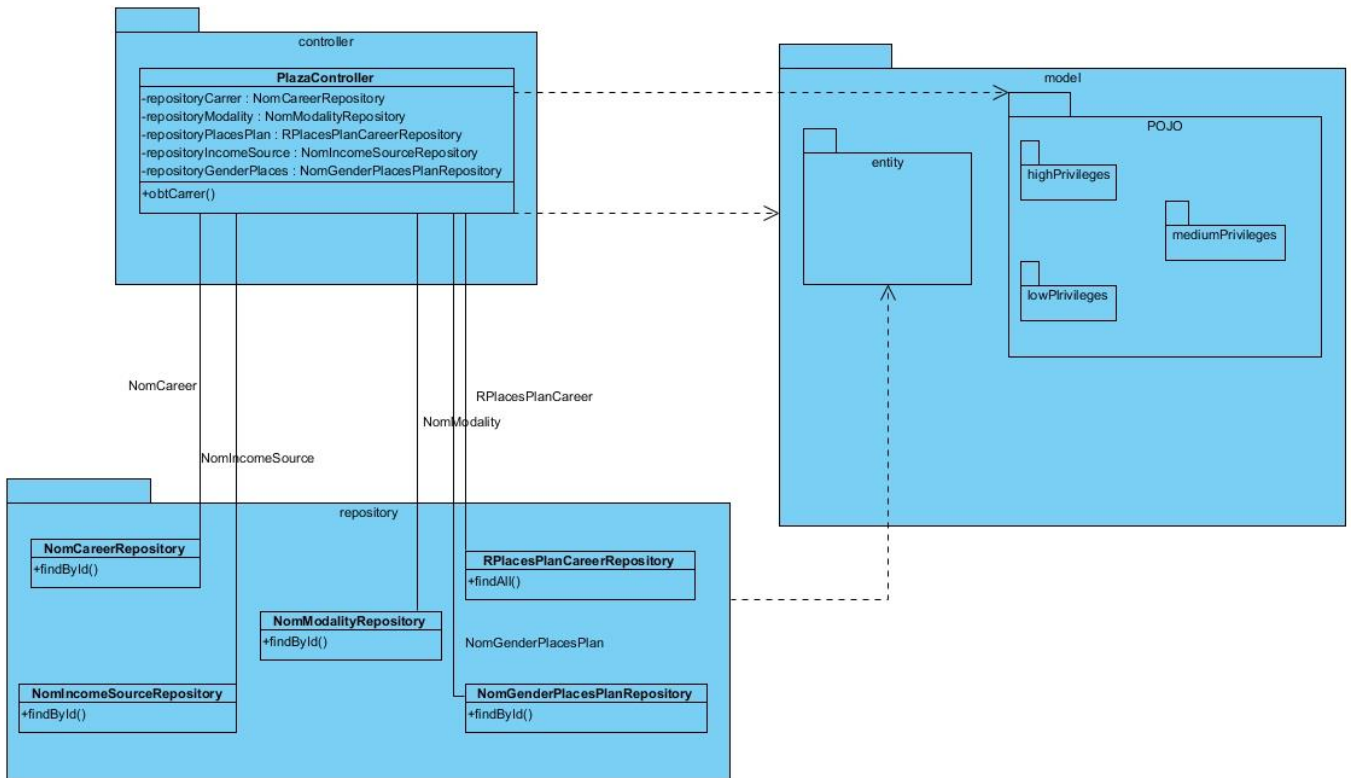 controller
PlazaController
-repositoryCarrer : NomCareerRepository
-repositoryModality : NomModalityRepository
-repositoryPlacesPlan : RPlacesPlanCareerRepository
-repositoryIncomeSource : NomIncomeSourceRepository
-repositoryGenderPlaces : NomGenderPlacesPlanRepository
+obtCarrer()
model
POJO
entity
highPrivileges
mediumPrivileges
lowPlrivileges
NomCareer
RPlacesPlanCareer
NomModality
NomIncomeSource
repository
NomCareerRepository
+findById()
RPlacesPlanCareerRepository
+findAll()
NomModalityRepository
+findById()
NomGenderPlacesPlan
NomIncomeSourceRepository
+findById()
NomGenderPlacesPlanRepository
+findById()